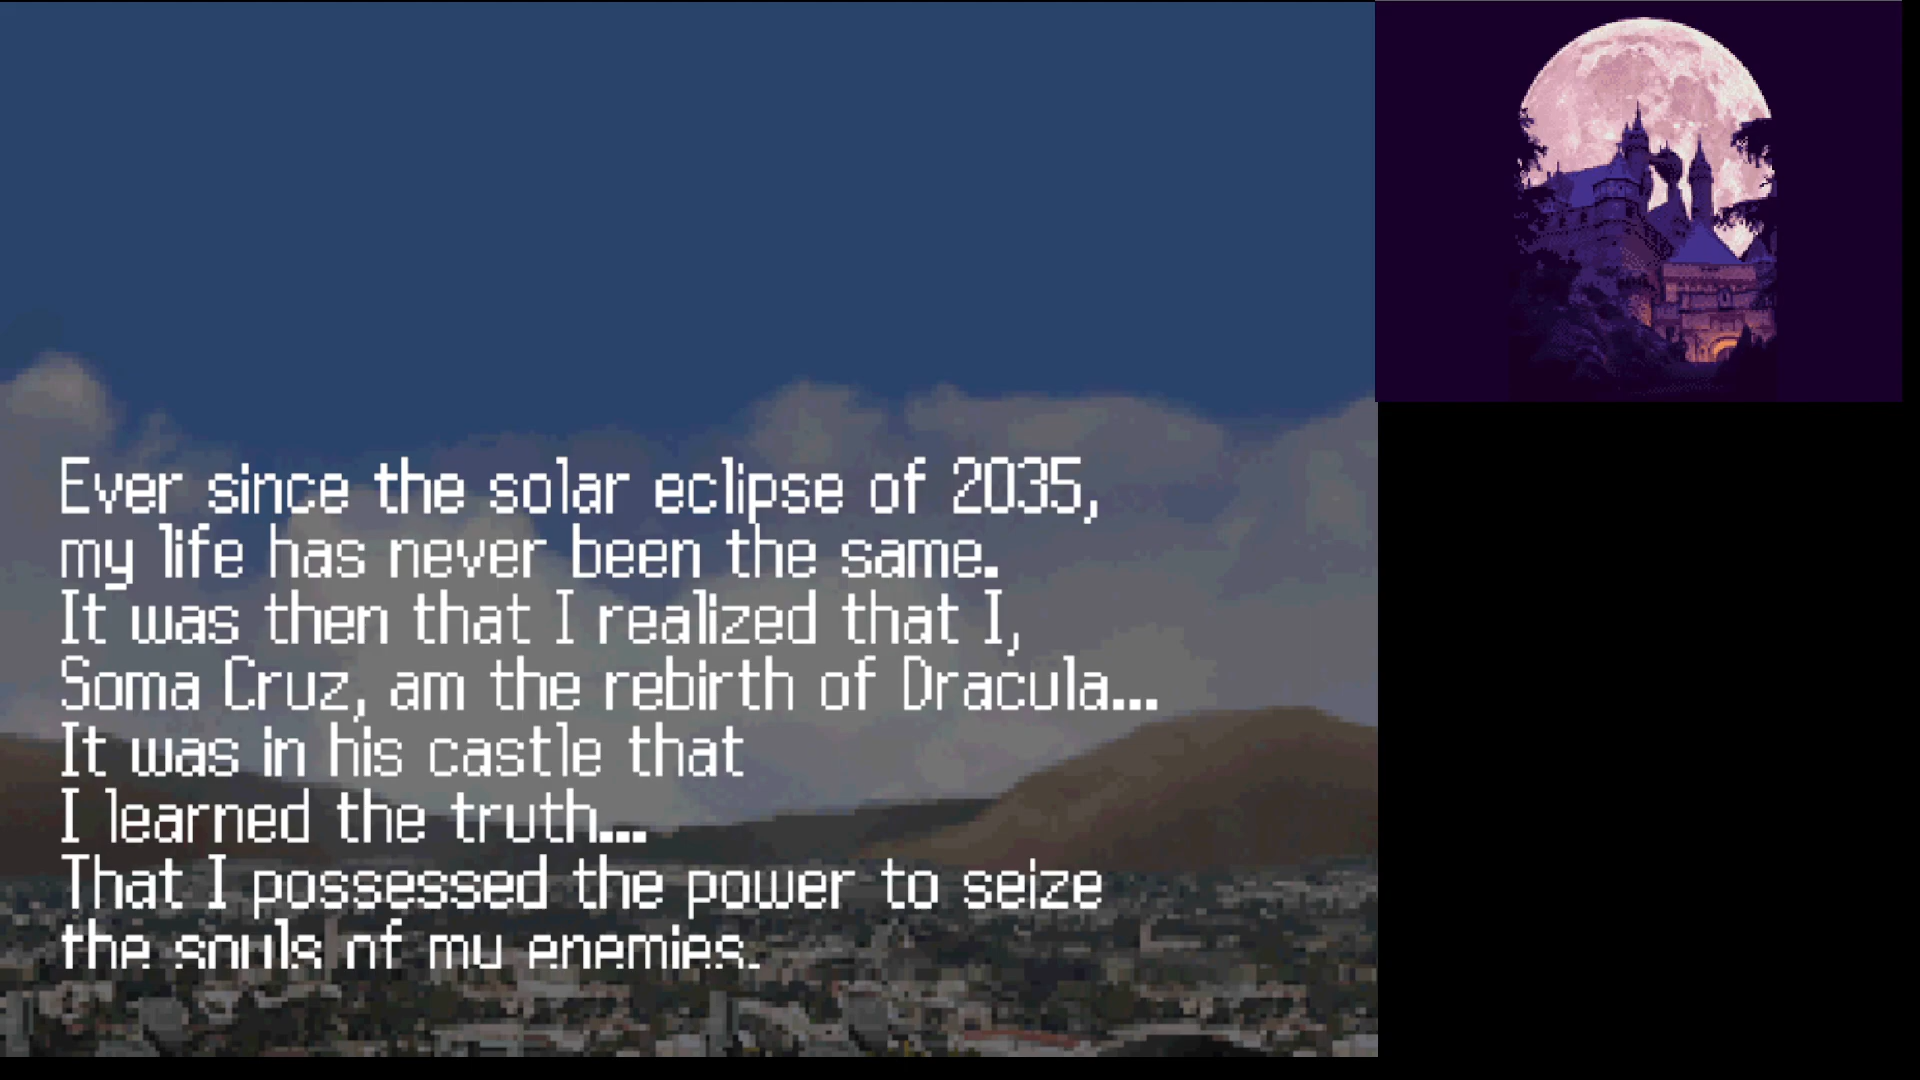 Ever since the solar eclipse of 2035,
my life has never been the same.
It was then that I realized that I,
Soma Cruz, am the rebirth of Dracula...
It was in his castle that
I learned the truth...
That I possessed the power to seize
the souls of my enemies.